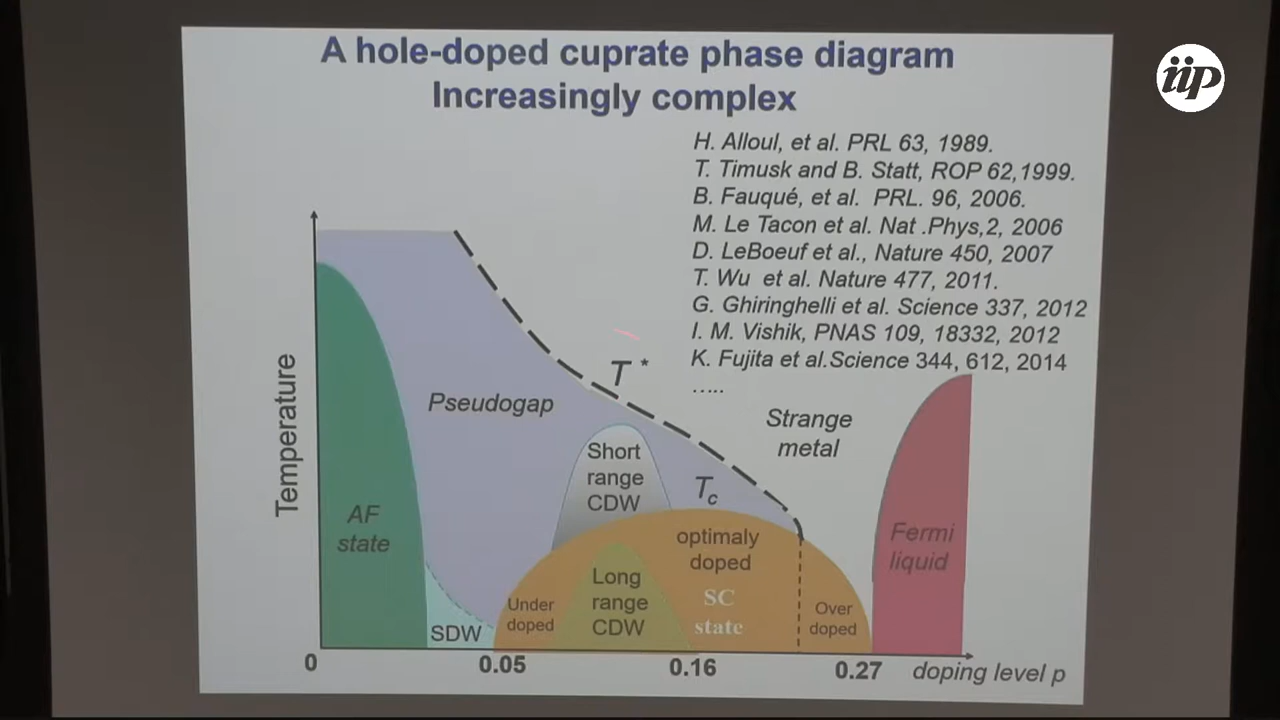 A hole-doped cuprate phase diagram
Increasingly complex
iip
H. Alloul, et al. PRL 63, 1989.
T. Timusk and B. Statt, ROP 62,1999.
B. Fauqué, et al. PRL. 96, 2006.
M. Le Tacon et al. Nat .Phys,2, 2006
D. LeBoeuf et al., Nature 450, 2007
T. Wu et al. Nature 477, 2011.
G. Ghiringhelli et al. Science 337, 2012
I. M. Vishik, PNAS 109, 18332, 2012
K. Fujita et al.Science 344, 612, 2014
.....
Temperature
T*
Pseudogap
Strange
metal
Short
range
CDW
Tc
AF
state
optimaly
doped
Fermi
liquid
Long
range
CDW
SC
state
Under
doped
Over
doped
SDW
0
0.05
0.16
0.27
doping level p